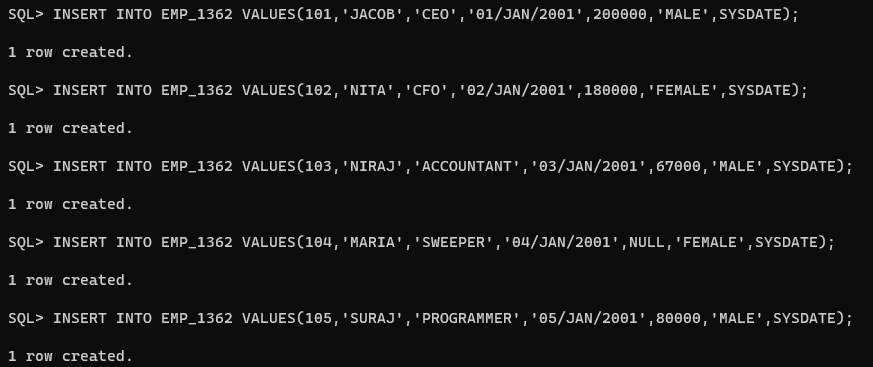 SQL> INSERT INTO EMP_1362 VALUES(101,'JACOB','CEO','01/JAN/2001',200000,'MALE',SYSDATE);
1 row created.
SQL> INSERT INTO EMP_1362 VALUES(102,'NITA','CFO','02/JAN/2001',180000,'FEMALE',SYSDATE);
1 row created.
SQL> INSERT INTO EMP_1362 VALUES(103,'NIRAJ','ACCOUNTANT','03/JAN/2001',67000,'MALE',SYSDATE);
1 row created.
SQL> INSERT INTO EMP_1362 VALUES(104,'MARIA','SWEEPER','04/JAN/2001',NULL,'FEMALE',SYSDATE);
1 row created.
SQL> INSERT INTO EMP_1362 VALUES(105,'SURAJ','PROGRAMMER','05/JAN/2001',80000,'MALE',SYSDATE);
1 row created.